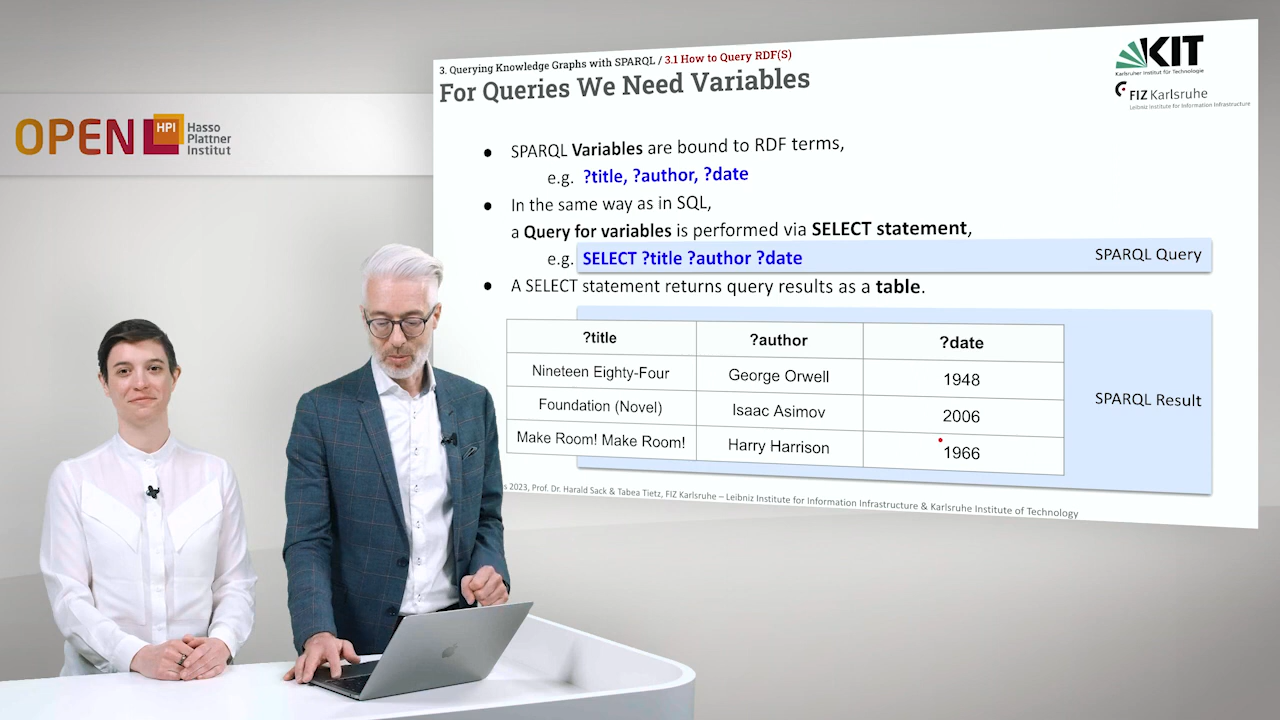 OPEN HPI Hasso
Plattner
Institut
3. Querying Knowledge Graphs with SPARQL / 3.1 How to Query RDF(S)
For Queries We Need Variables
KIT
Karlsruher Institut für Technologie
FIZ Karlsruhe
Leibniz Institute for Information Infrastructure
● SPARQL Variables are bound to RDF terms,
e.g. ?title, ?author, ?date
● In the same way as in SQL,
a Query for variables is performed via SELECT statement,
e.g. SELECT ?title ?author ?date SPARQL Query
● A SELECT statement returns query results as a table.
?title ?author ?date
Nineteen Eighty-Four George Orwell 1948
Foundation (Novel) Isaac Asimov 2006
Make Room! Make Room! Harry Harrison 1966
SPARQL Result
s 2023, Prof. Dr. Harald Sack & Tabea Tietz, FIZ Karlsruhe – Leibniz Institute for Information Infrastructure & Karlsruhe Institute of Technology